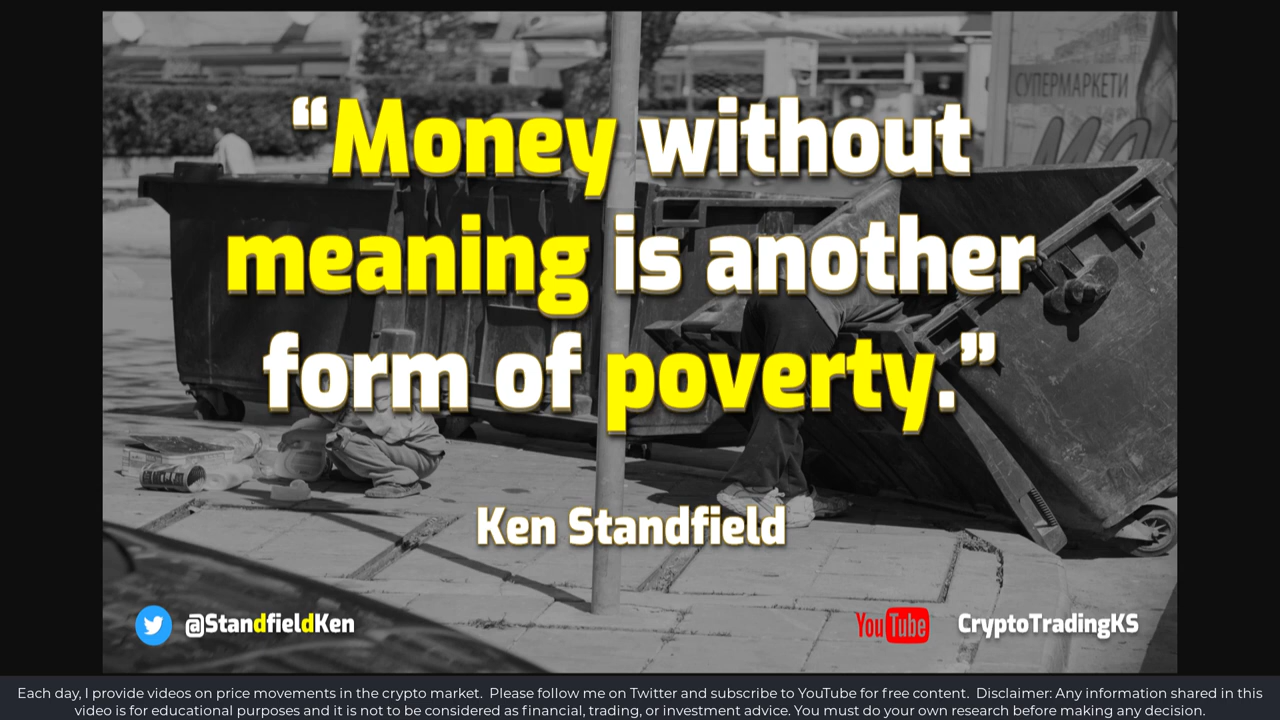 СУПЕРМАРКЕТИ
“Money without
meaning is another
form of poverty.”
Ken Standfield
@StandfieldKen
YouTube
CryptoTradingKS
Each day, I provide videos on price movements in the crypto market.  Please follow me on Twitter and subscribe to YouTube for free content.  Disclaimer: Any information shared in this
video is for educational purposes and it is not to be considered as financial, trading, or investment advice. You must do your own research before making any decision.